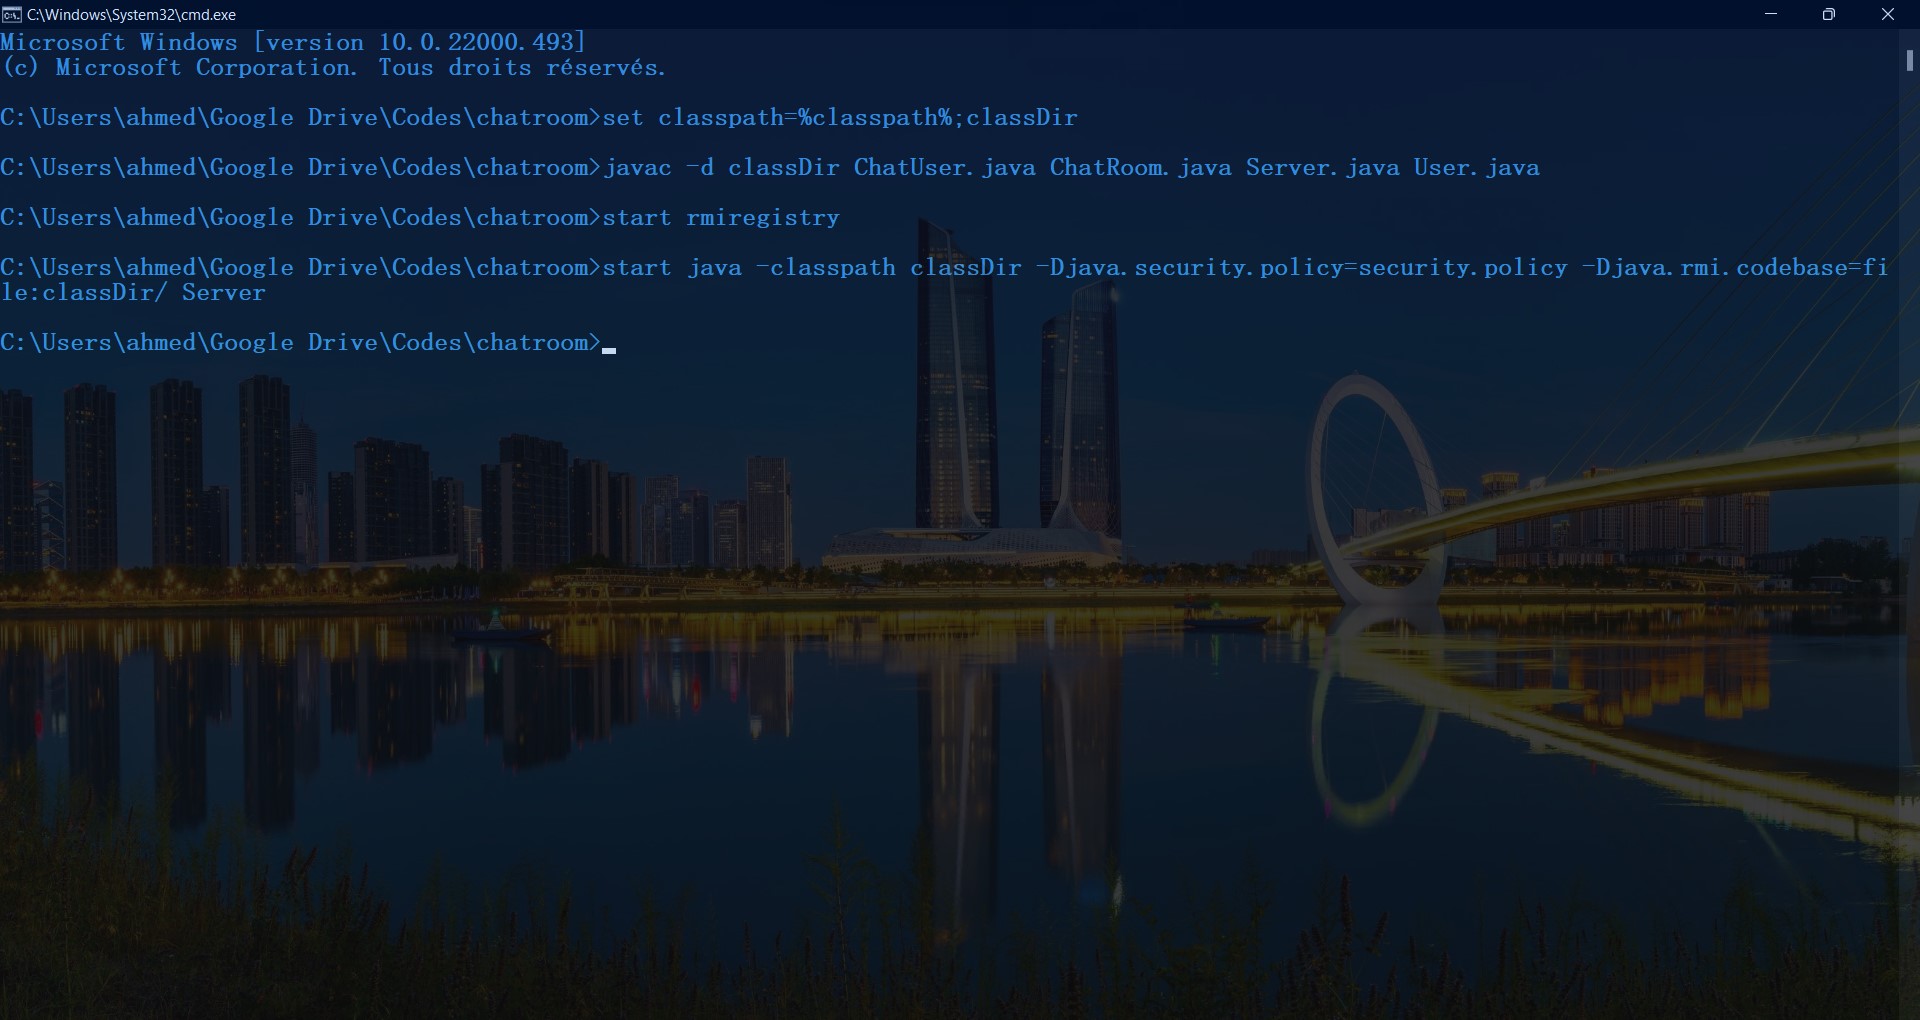 C:\Windows\System32\cmd.exe
Microsoft Windows [version 10.0.22000.493]
(c) Microsoft Corporation. Tous droits réservés.
C:\Users\ahmed\Google Drive\Codes\chatroom>set classpath=%classpath%;classDir
C:\Users\ahmed\Google Drive\Codes\chatroom>javac -d classDir ChatUser.java ChatRoom.java Server.java User.java
C:\Users\ahmed\Google Drive\Codes\chatroom>start rmiregistry
C:\Users\ahmed\Google Drive\Codes\chatroom>start java -classpath classDir -Djava.security.policy=security.policy -Djava.rmi.codebase=fi
le:classDir/ Server
C:\Users\ahmed\Google Drive\Codes\chatroom>